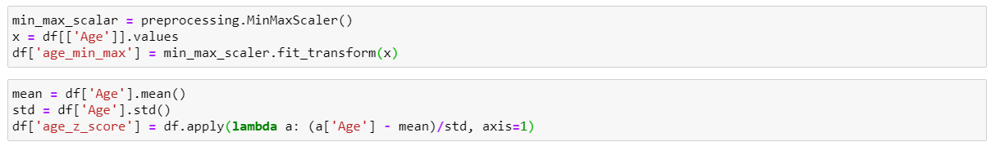 min_max_scalar = preprocessing.MinMaxScaler()
x = df[['Age']].values
df['age_min_max'] = min_max_scaler.fit_transform(x)
mean = df['Age'].mean()
std = df['Age'].std()
df['age_z_score'] = df.apply(lambda a: (a['Age'] - mean)/std, axis=1)